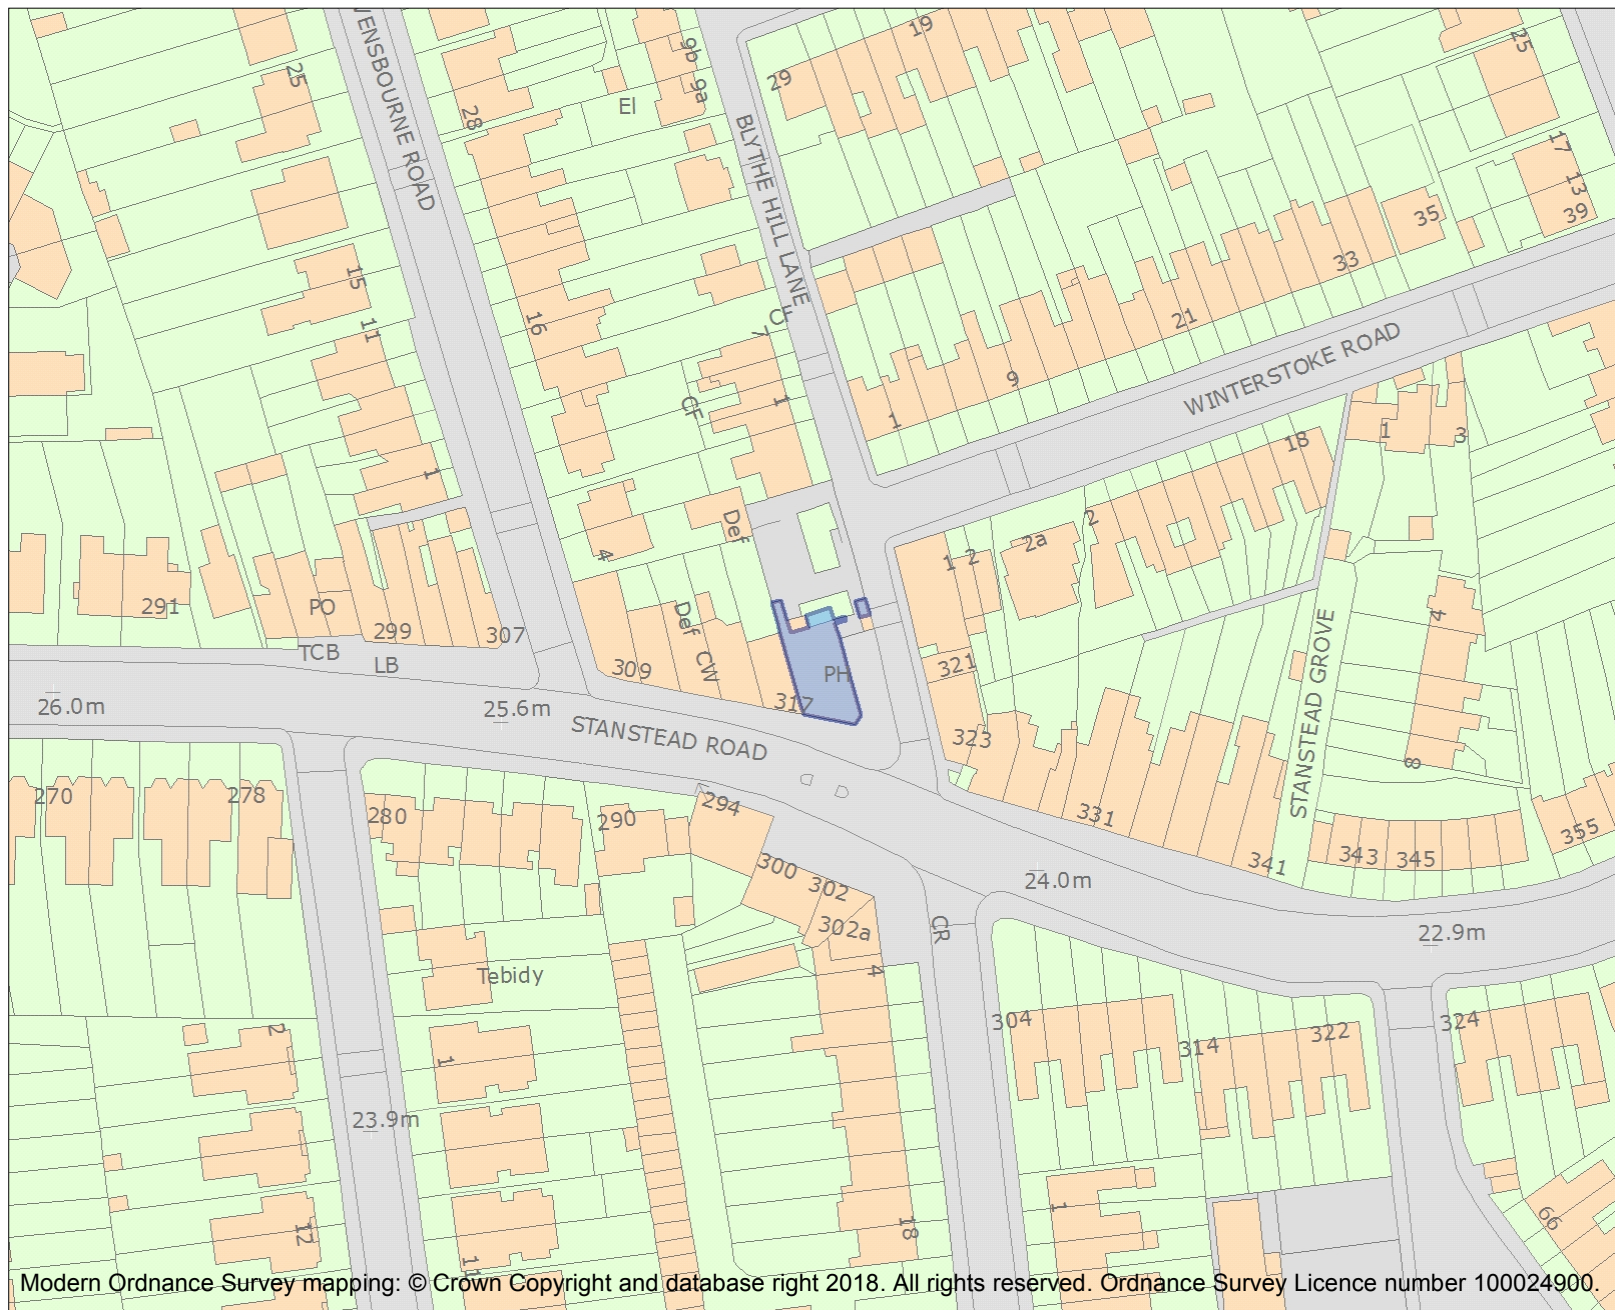 VENSBOURNE ROAD
25
28
9b
9a
El
BLYTHE HILL LANE
29
19
25
17
13
39
35
33
21
9
1
WINTERSTOKE ROAD
15
11
16
CF
7
CF
1
1
4
Def
1
2
2a
2
18
1
3
291
PO
299
307
TCB
LB
309
Def
CW
317
PH
321
323
4
8
STANSTEAD GROVE
26.0m
25.6m
STANSTEAD ROAD
331
341
343
345
355
270
278
280
290
294
300
302
302a
24.0m
22.9m
CR
Tebidy
4
304
314
322
324
2
1
23.9m
12
11
18
1
66
Modern Ordnance Survey mapping: © Crown Copyright and database right 2018. All rights reserved. Ordnance Survey Licence number 100024900.